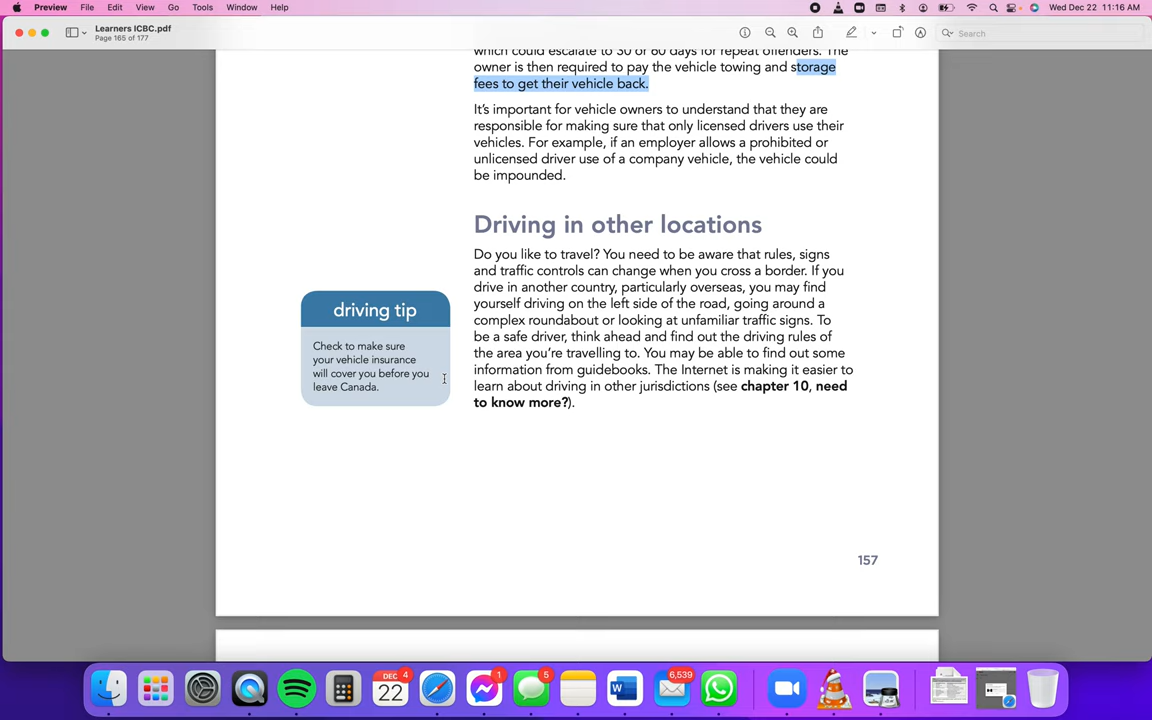 Preview File Edit View Go Tools Window Help Wed Dec 22 11:16 AM
Learners ICBC.pdf
Page 165 of 177
Search
which could escalate to 30 or 60 days for repeat offenders. The
owner is then required to pay the vehicle towing and storage
fees to get their vehicle back.
It's important for vehicle owners to understand that they are
responsible for making sure that only licensed drivers use their
vehicles. For example, if an employer allows a prohibited or
unlicensed driver use of a company vehicle, the vehicle could
be impounded.
Driving in other locations
Do you like to travel? You need to be aware that rules, signs
and traffic controls can change when you cross a border. If you
drive in another country, particularly overseas, you may find
yourself driving on the left side of the road, going around a
complex roundabout or looking at unfamiliar traffic signs. To
be a safe driver, think ahead and find out the driving rules of
the area you're travelling to. You may be able to find out some
information from guidebooks. The Internet is making it easier to
learn about driving in other jurisdictions (see chapter 10, need
to know more?).
driving tip
Check to make sure
your vehicle insurance
will cover you before you
leave Canada.
157
DEC
22
4
1
5
6,539